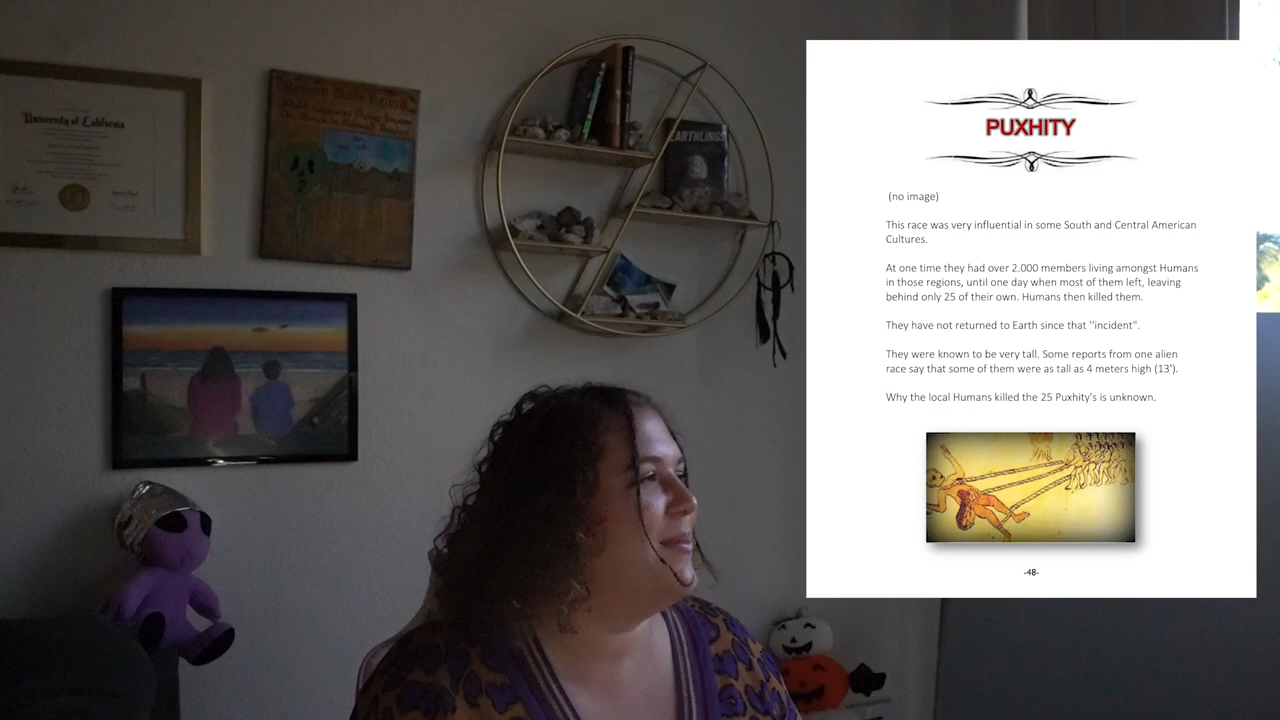 University of California
EARTHLINGS
PUXHITY
(no image)
This race was very influential in some South and Central American
Cultures.
At one time they had over 2.000 members living amongst Humans
in those regions, until one day when most of them left, leaving
behind only 25 of their own. Humans then killed them.
They have not returned to Earth since that "incident".
They were known to be very tall. Some reports from one alien
race say that some of them were as tall as 4 meters high (13').
Why the local Humans killed the 25 Puxhity's is unknown.
-48-